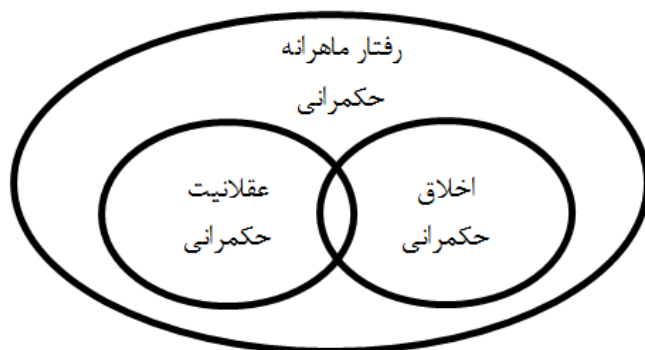 رفتار ماهرانه
حکمرانی
اخلاق
حکمرانی
عقلانیت
حکمرانی